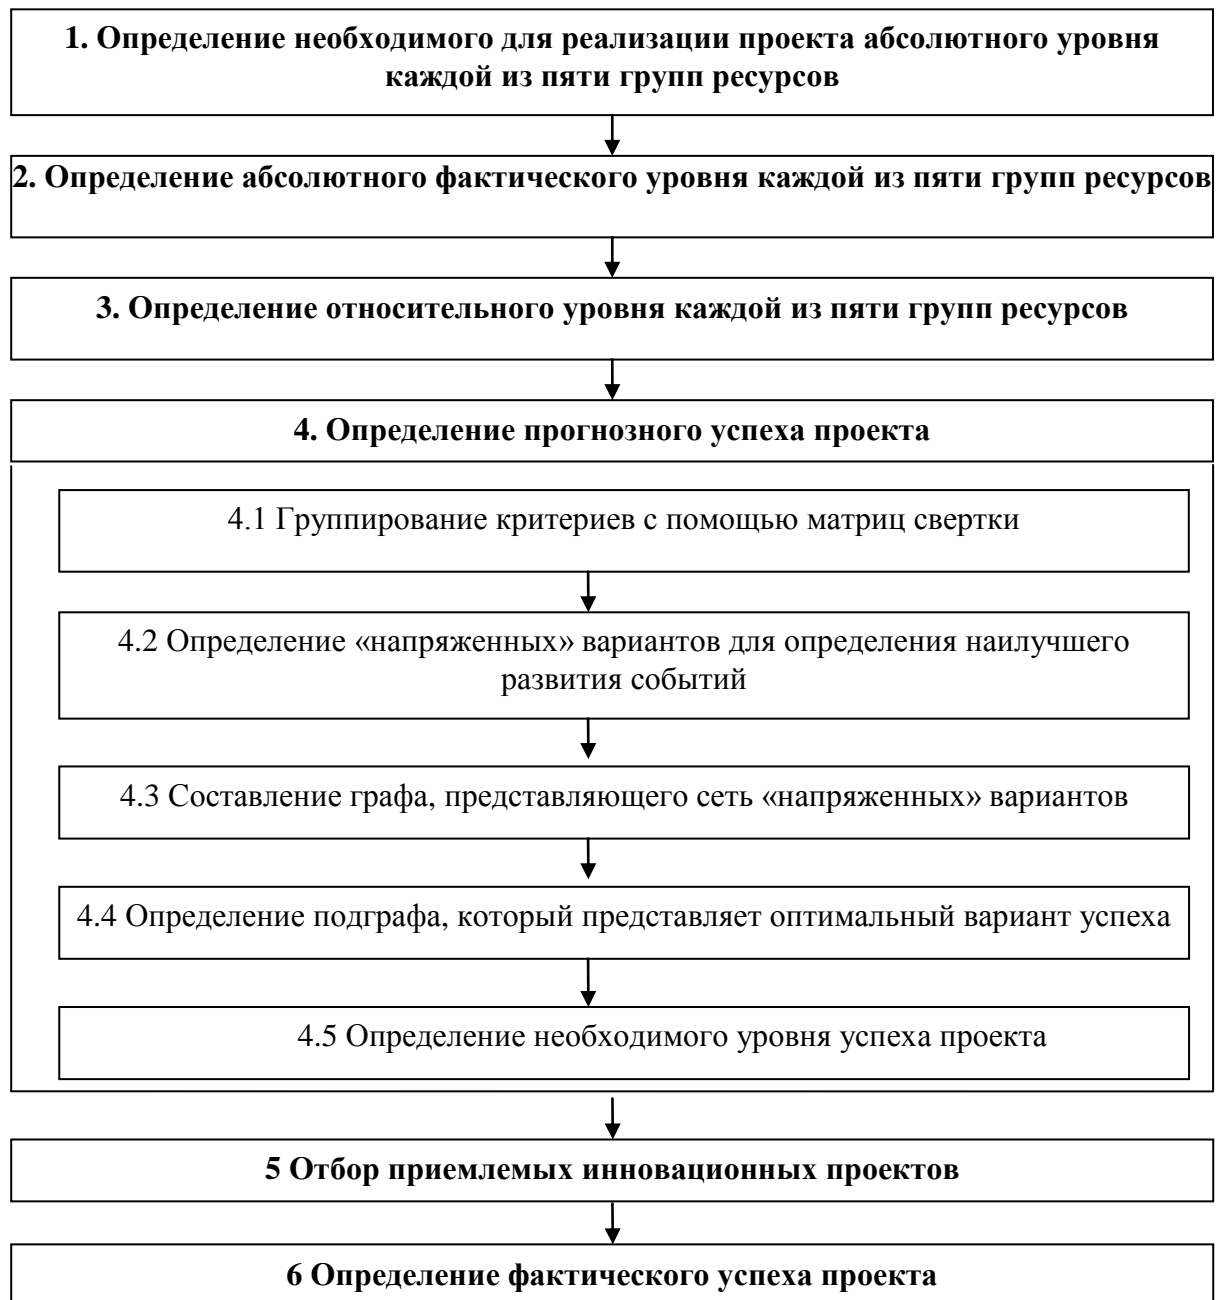 1. Определение необходимого для реализации проекта абсолютного уровня
каждой из пяти групп ресурсов
2. Определение абсолютного фактического уровня каждой из пяти групп ресурсов
3. Определение относительного уровня каждой из пяти групп ресурсов
4. Определение прогнозного успеха проекта
4.1 Группирование критериев с помощью матриц свертки
4.2 Определение «напряженных» вариантов для определения наилучшего
развития событий
4.3 Составление графа, представляющего сеть «напряженных» вариантов
4.4 Определение подграфа, который представляет оптимальный вариант успеха
4.5 Определение необходимого уровня успеха проекта
5 Отбор приемлемых инновационных проектов
6 Определение фактического успеха проекта